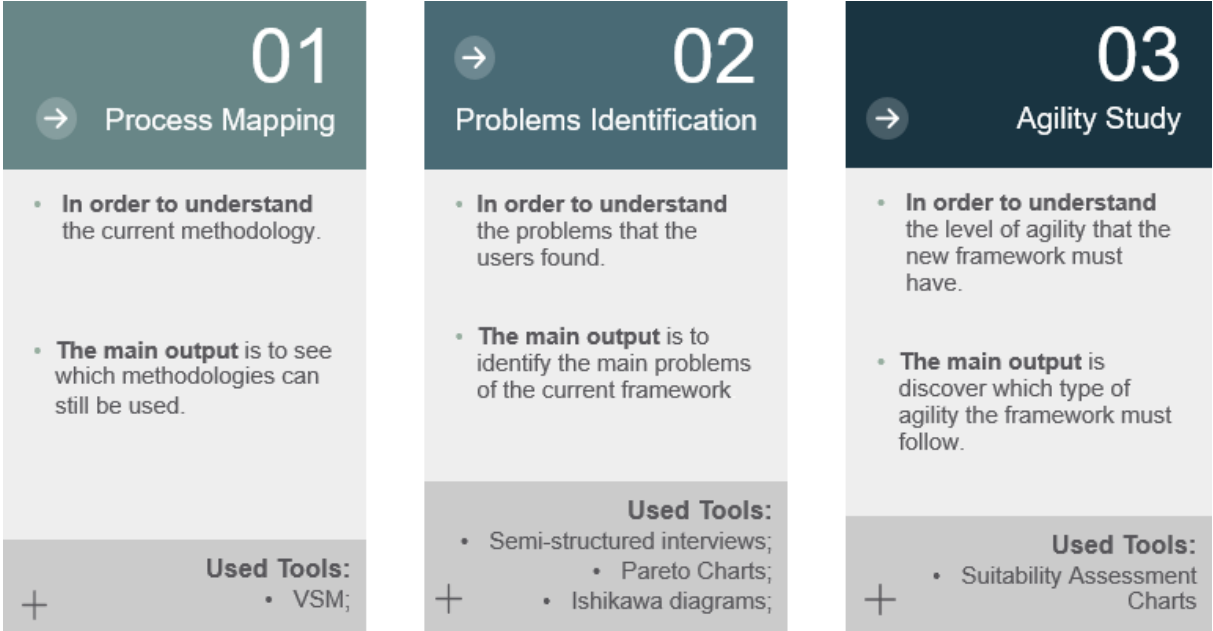 01
Process Mapping
• In order to understand
the current methodology.
• The main output is to see
which methodologies can
still be used.
Used Tools:
• VSM;
02
Problems Identification
• In order to understand
the problems that the
users found.
• The main output is to
identify the main problems
of the current framework
Used Tools:
• Semi-structured interviews;
• Pareto Charts;
• Ishikawa diagrams;
03
Agility Study
• In order to understand
the level of agility that the
new framework must
have.
• The main output is
discover which type of
agility the framework must
follow.
Used Tools:
• Suitability Assessment
Charts